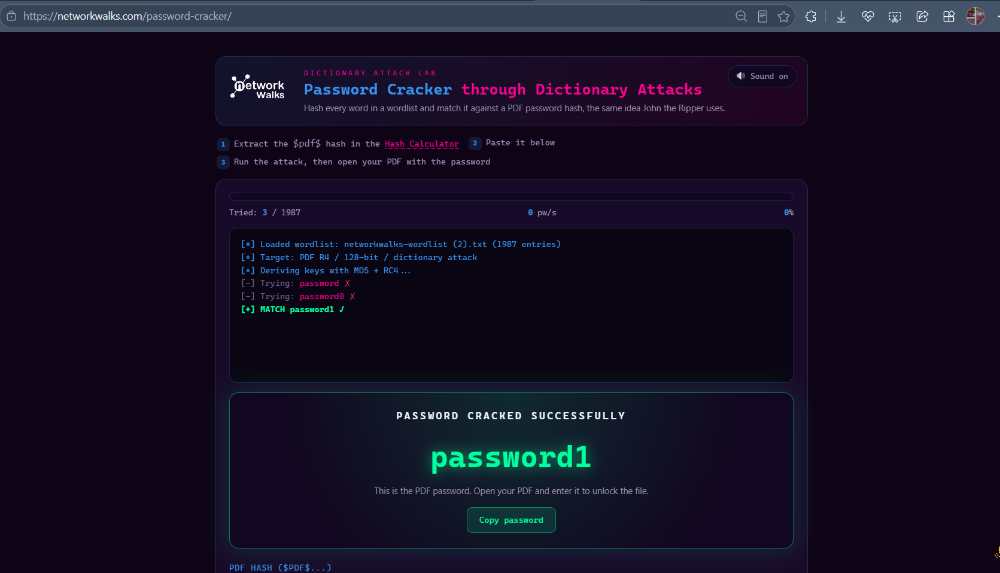 https://networkwalks.com/password-cracker/
network
Walks
DICTIONARY ATTACK LAB
Password Cracker through Dictionary Attacks
Hash every word in a wordlist and match it against a PDF password hash, the same idea John the Ripper uses.
Sound on
1 Extract the $pdf$ hash in the Hash Calculator 2 Paste it below
3 Run the attack, then open your PDF with the password
Tried: 3 / 1987 0 pw/s 0%
[*] Loaded wordlist: networkwalks-wordlist (2).txt (1987 entries)
[*] Target: PDF R4 / 128-bit / dictionary attack
[*] Deriving keys with MD5 + RC4...
[-] Trying: password ✗
[-] Trying: password0 ✗
[+] MATCH password1 ✓
PASSWORD CRACKED SUCCESSFULLY
password1
This is the PDF password. Open your PDF and enter it to unlock the file.
Copy password
PDF HASH ($PDF$...)